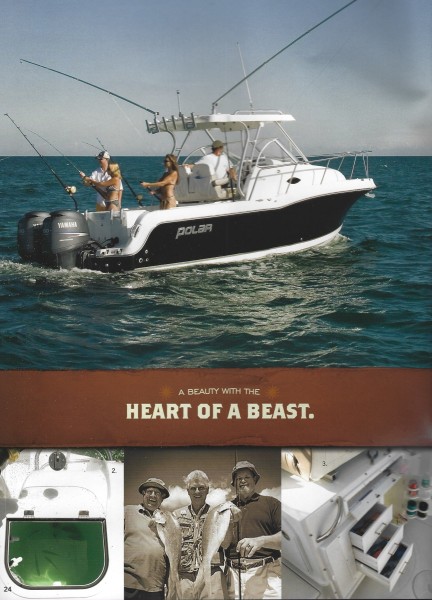 YAMAHA
POLAR
A BEAUTY WITH THE
HEART OF A BEAST.
2.
3.
24